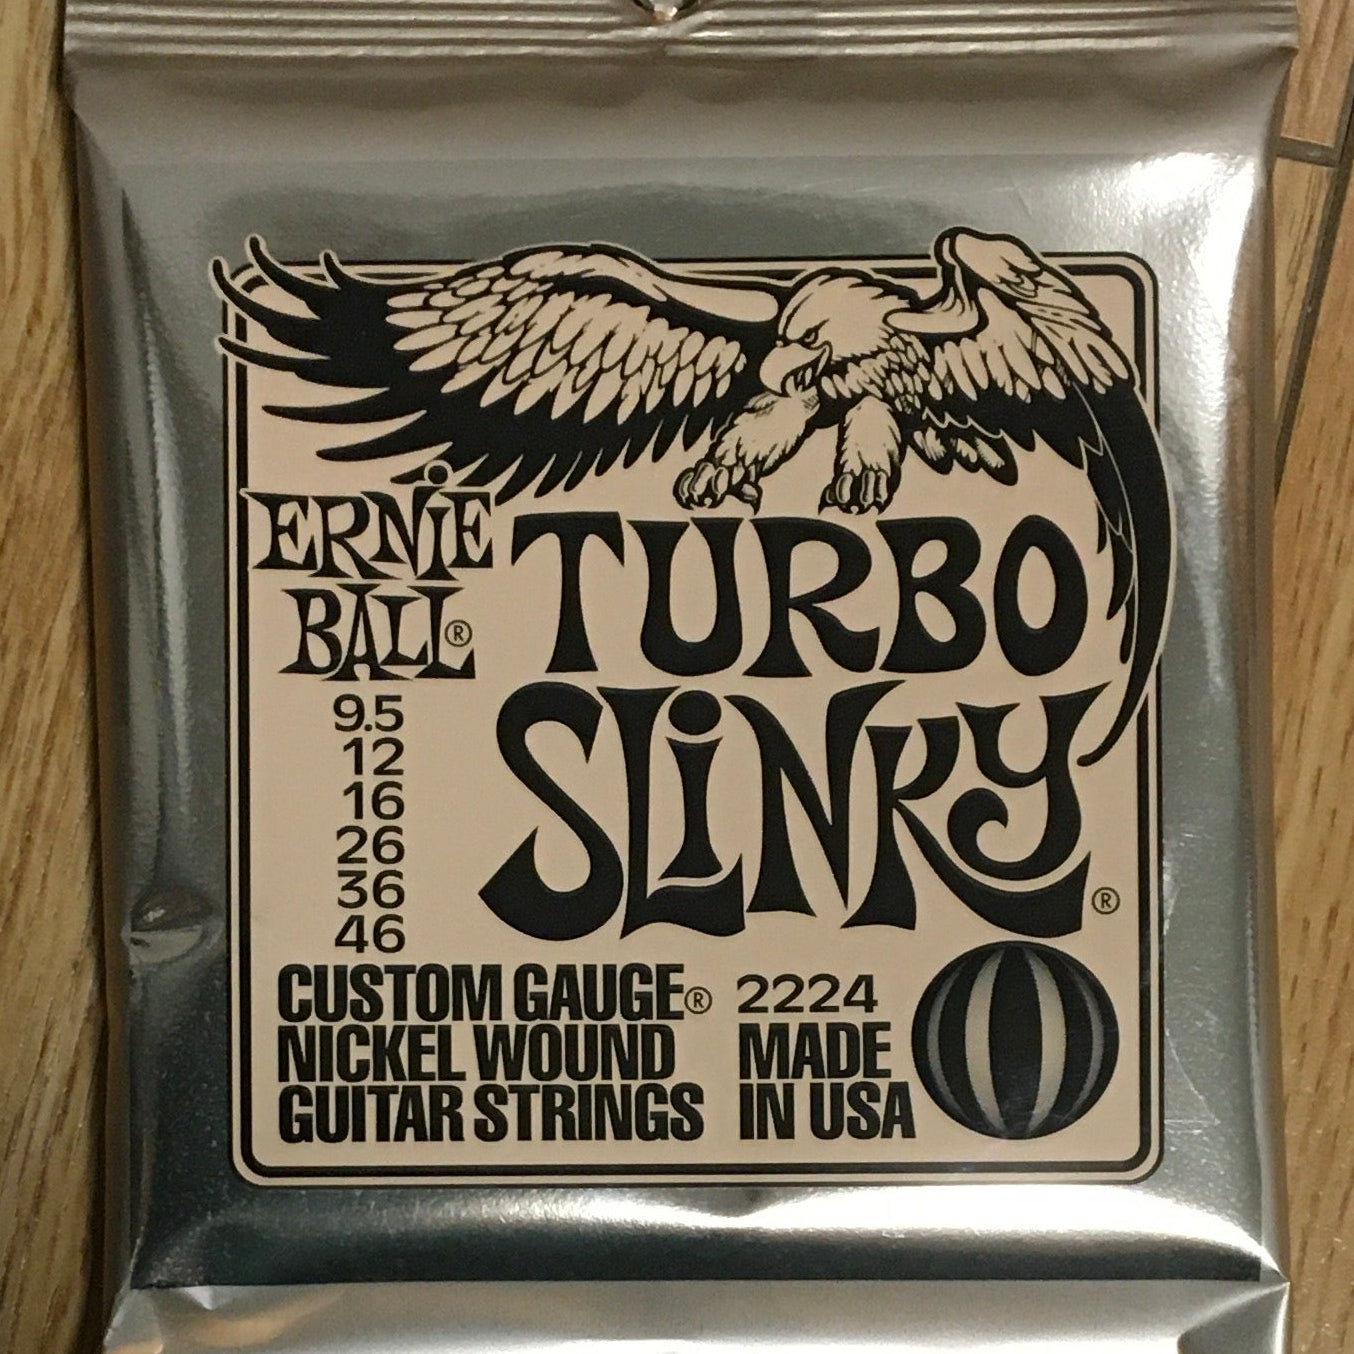 ERNiE
BALL®
TURBO
SLiNKY®
9.5
12
16
26
36
46
CUSTOM GAUGE®
NICKEL WOUND
GUITAR STRINGS
2224
MADE
IN USA